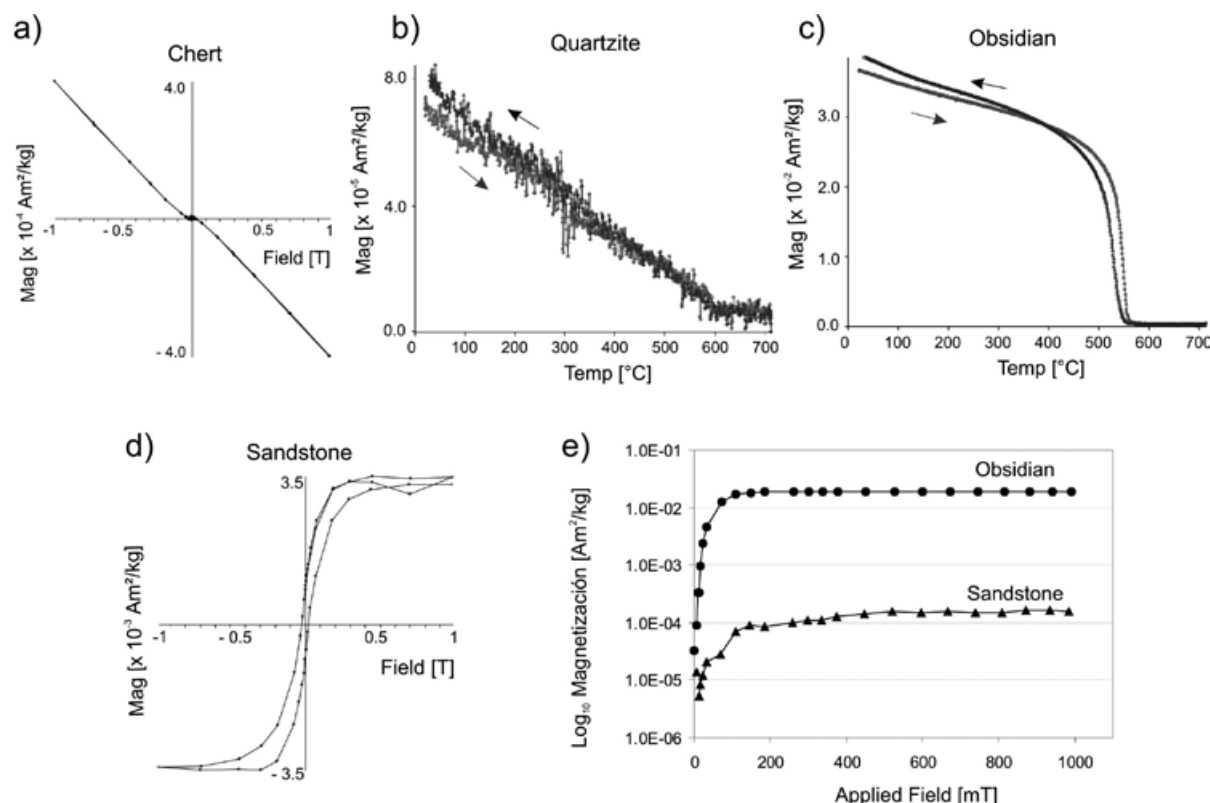 a)
Chert
4.0
-1
- 0.5
0.5
1
Field [T]
- 4.0
Mag [x 10⁻⁴ Am²/kg]
b)
Quartzite
8.0
4.0
0.0
0
100
200
300
400
500
600
700
Temp [°C]
Mag [x 10⁻⁵ Am²/kg]
c)
Obsidian
3.0
2.0
1.0
0.0
0
100
200
300
400
500
600
700
Temp [°C]
Mag [x 10⁻² Am²/kg]
d)
Sandstone
3.5
-1
- 0.5
0.5
1
Field [T]
- 3.5
Mag [x 10⁻³ Am²/kg]
e)
1.0E-01
1.0E-02
1.0E-03
1.0E-04
1.0E-05
1.0E-06
Obsidian
Sandstone
0
200
400
600
800
1000
Applied Field [mT]
Log₁₀ Magnetización [Am²/kg]